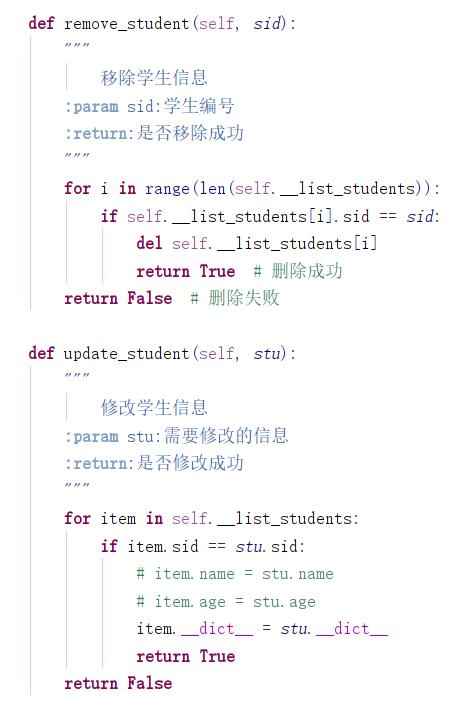 def remove_student(self, sid):
    """
        移除学生信息
    :param sid:学生编号
    :return:是否移除成功
    """
    for i in range(len(self.__list_students)):
        if self.__list_students[i].sid == sid:
            del self.__list_students[i]
            return True  # 删除成功
    return False  # 删除失败

def update_student(self, stu):
    """
        修改学生信息
    :param stu:需要修改的信息
    :return:是否修改成功
    """
    for item in self.__list_students:
        if item.sid == stu.sid:
            # item.name = stu.name
            # item.age = stu.age
            item.__dict__ = stu.__dict__
            return True
    return False